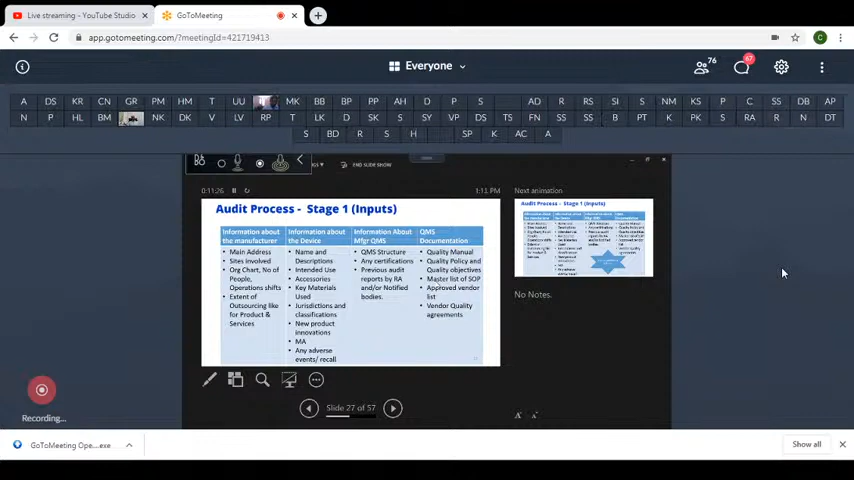 Live streaming - YouTube Studio
GoToMeeting
app.gotomeeting.com/?meetingId=421719413
C
Everyone
76
67
A DS KR CN GR PM HM T UU MK BB BP PP AH D P S AD R RS SI S NM KS P C SS DB AP
N P HL BM NK DK V LV RP T LK D SK S SY VP DS TS FN SS SS B PT K PK S RA R N DT
S BD R S H SP K AC A
END SLIDE SHOW
0:11:26
1:11 PM
Next animation
Audit Process - Stage 1 (Inputs)
Information about the manufacturer
• Main Address
• Sites involved
• Org Chart, No of People, Operations shifts
• Extent of Outsourcing like for Product & Services
Information about the Device
• Name and Descriptions
• Intended Use
• Accessories
• Key Materials Used
• Jurisdictions and classifications
• New product innovations
• MA
• Any adverse events/ recall
Information About Mfgr QMS
• QMS Structure
• Any certifications
• Previous audit reports by RA and/or Notified bodies.
QMS Documentation
• Quality Manual
• Quality Policy and Quality objectives
• Master list of SOP
• Approved vendor list
• Vendor Quality agreements
Audit Process - Stage 1 (Inputs)
No Notes.
Slide 27 of 57
Recording...
GoToMeeting Ope....exe
Show all